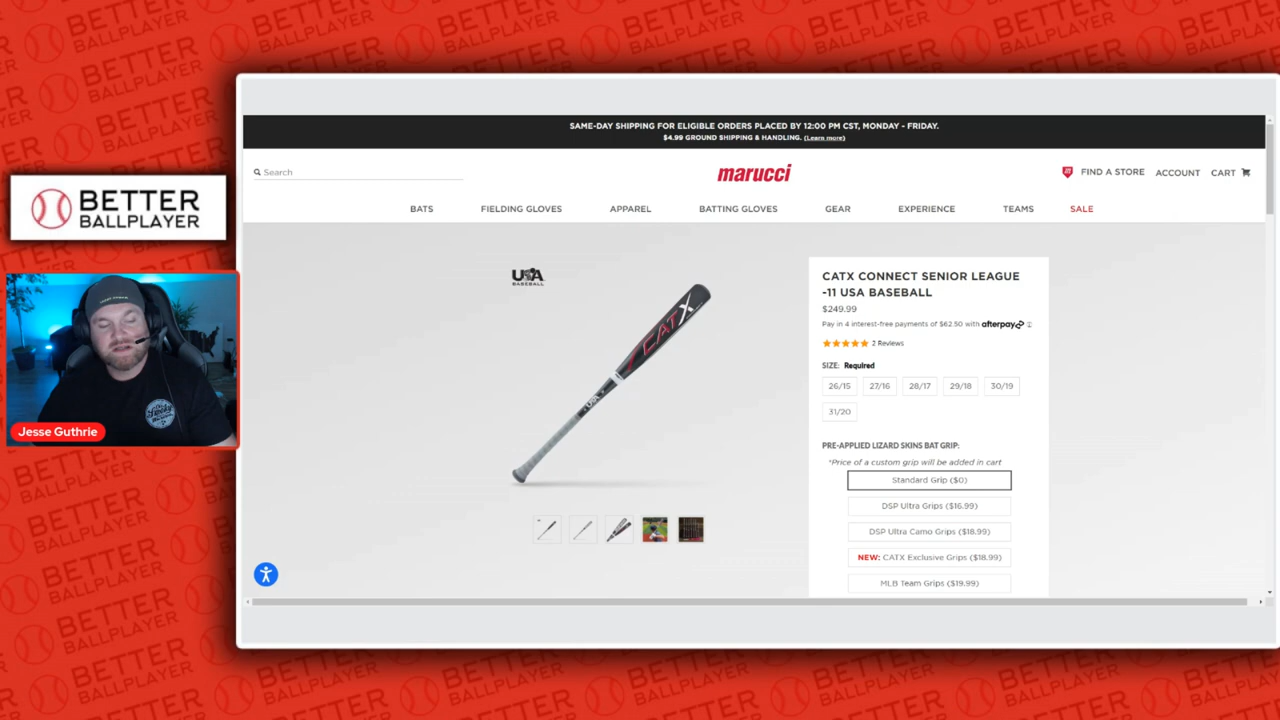 BETTER
BALLPLAYER
Jesse Guthrie
SAME-DAY SHIPPING FOR ELIGIBLE ORDERS PLACED BY 12:00 PM CST, MONDAY - FRIDAY.
$4.99 GROUND SHIPPING & HANDLING. (Learn more)
Search
marucci
FIND A STORE ACCOUNT CART
BATS FIELDING GLOVES APPAREL BATTING GLOVES GEAR EXPERIENCE TEAMS SALE
USA
BASEBALL
CATX
USA
CATX CONNECT SENIOR LEAGUE
-11 USA BASEBALL
$249.99
Pay in 4 interest-free payments of $62.50 with afterpay
2 Reviews
SIZE: Required
26/15 27/16 28/17 29/18 30/19
31/20
PRE-APPLIED LIZARD SKINS BAT GRIP:
*Price of a custom grip will be added in cart
Standard Grip ($0)
DSP Ultra Grips ($16.99)
DSP Ultra Camo Grips ($18.99)
NEW: CATX Exclusive Grips ($18.99)
MLB Team Grips ($19.99)